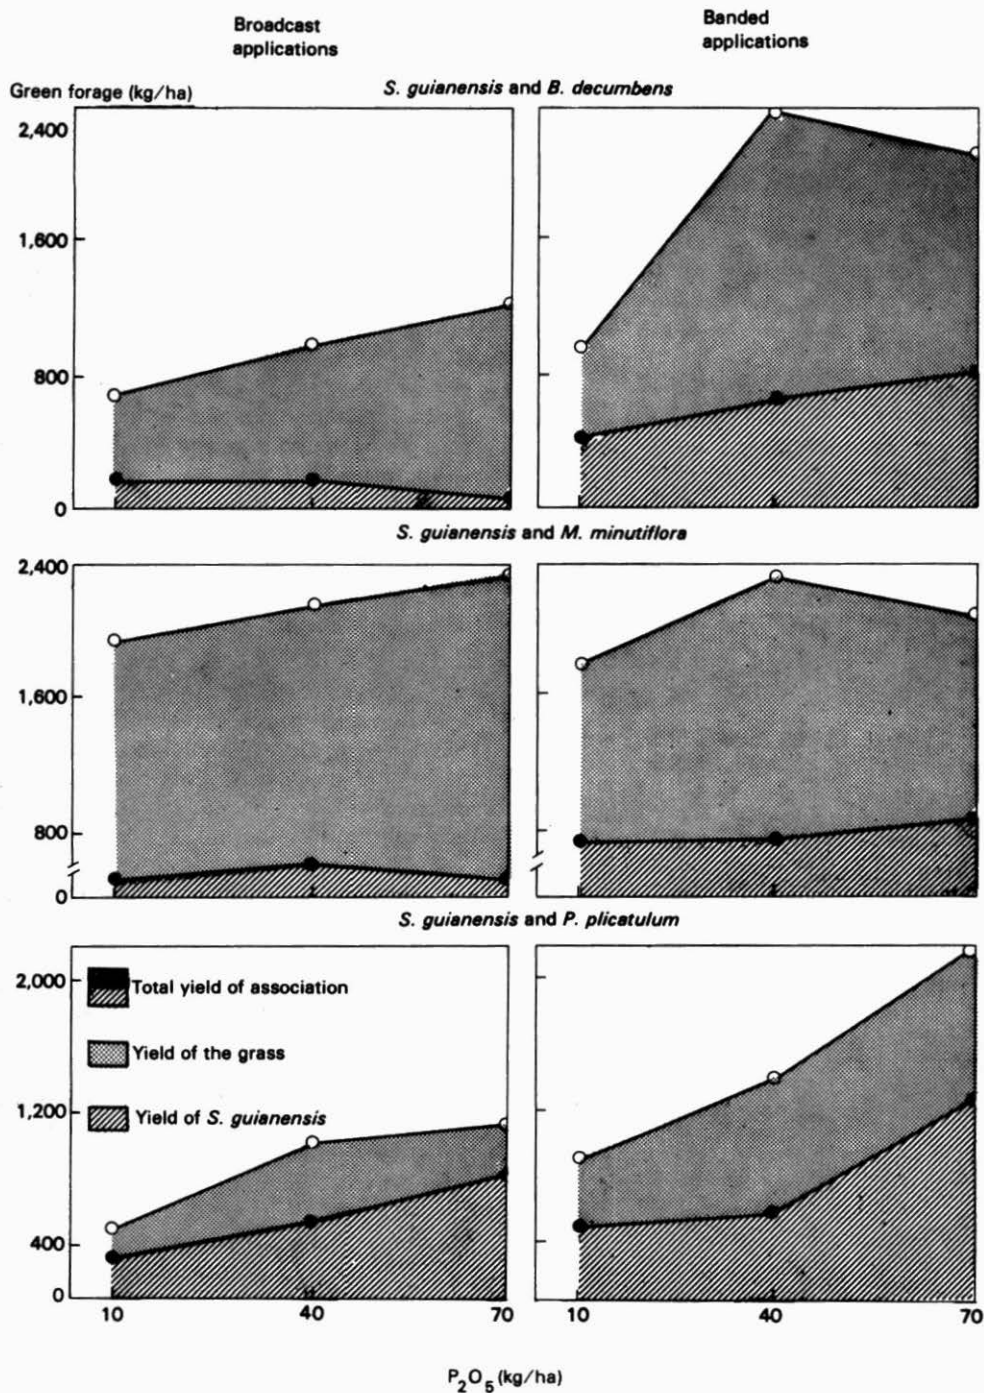 Broadcast
applications
Banded
applications
Green forage (kg/ha)
S. guianensis and B. decumbens
2,400
1,600
800
0
S. guianensis and M. minutiflora
2,400
1,600
800
0
S. guianensis and P. plicatulum
2,000
1,200
400
0
Total yield of association
Yield of the grass
Yield of S. guianensis
10 40 70 10 40 70
P₂O₅ (kg/ha)